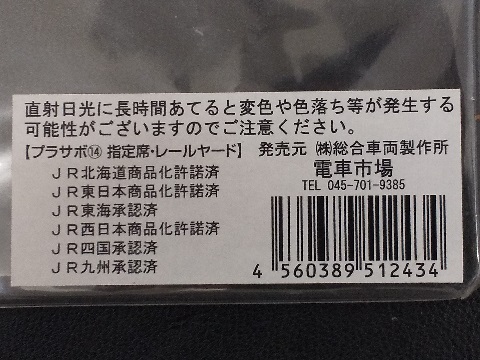 直射日光に長時間あてると変色や色落ち等が発生する
可能性がございますのでご注意ください。
【プラサボ⑭ 指定席・レールヤード】 発売元 ㈱総合車両製作所
JR北海道商品化許諾済
電車市場
JR東日本商品化許諾済
TEL 045-701-9385
JR東海承認済
JR西日本商品化許諾済
JR四国承認済
JR九州承認済
4 560389 512434